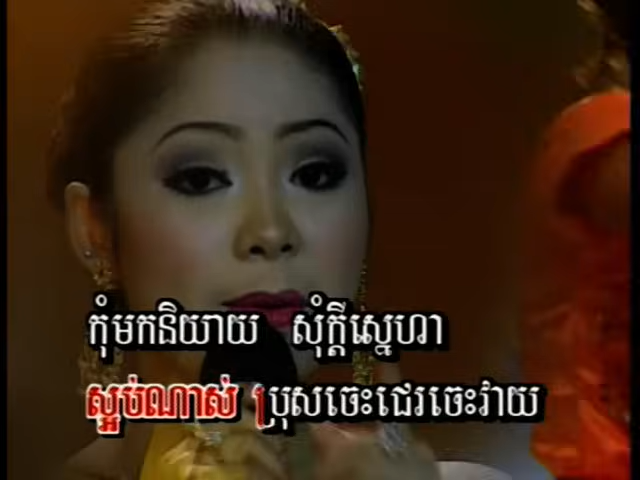 កុំមកនិយាយ សុំក្ដីស្នេហា
ស្អប់ណាស់ ប្រុសចេះជេរចេះវាយ